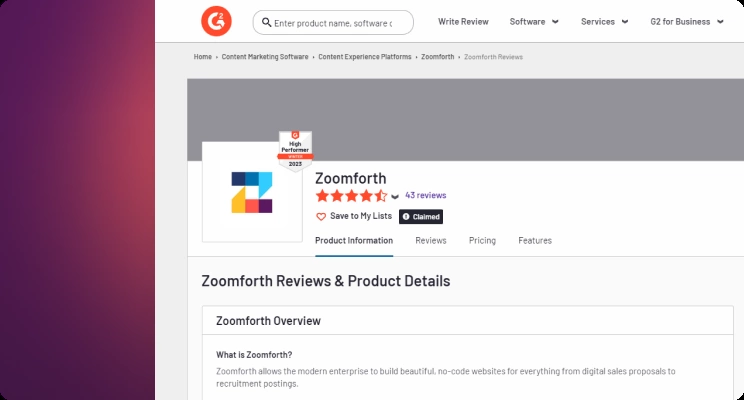 G2
Enter product name, software c
Write Review
Software
Services
G2 for Business
Home • Content Marketing Software • Content Experience Platforms • Zoomforth • Zoomforth Reviews
High
Performer
WINTER
2023
Zoomforth
43 reviews
Save to My Lists
Claimed
Product Information
Reviews
Pricing
Features
Zoomforth Reviews & Product Details
Zoomforth Overview
What is Zoomforth?
Zoomforth allows the modern enterprise to build beautiful, no-code websites for everything from digital sales proposals to
recruitment postings.